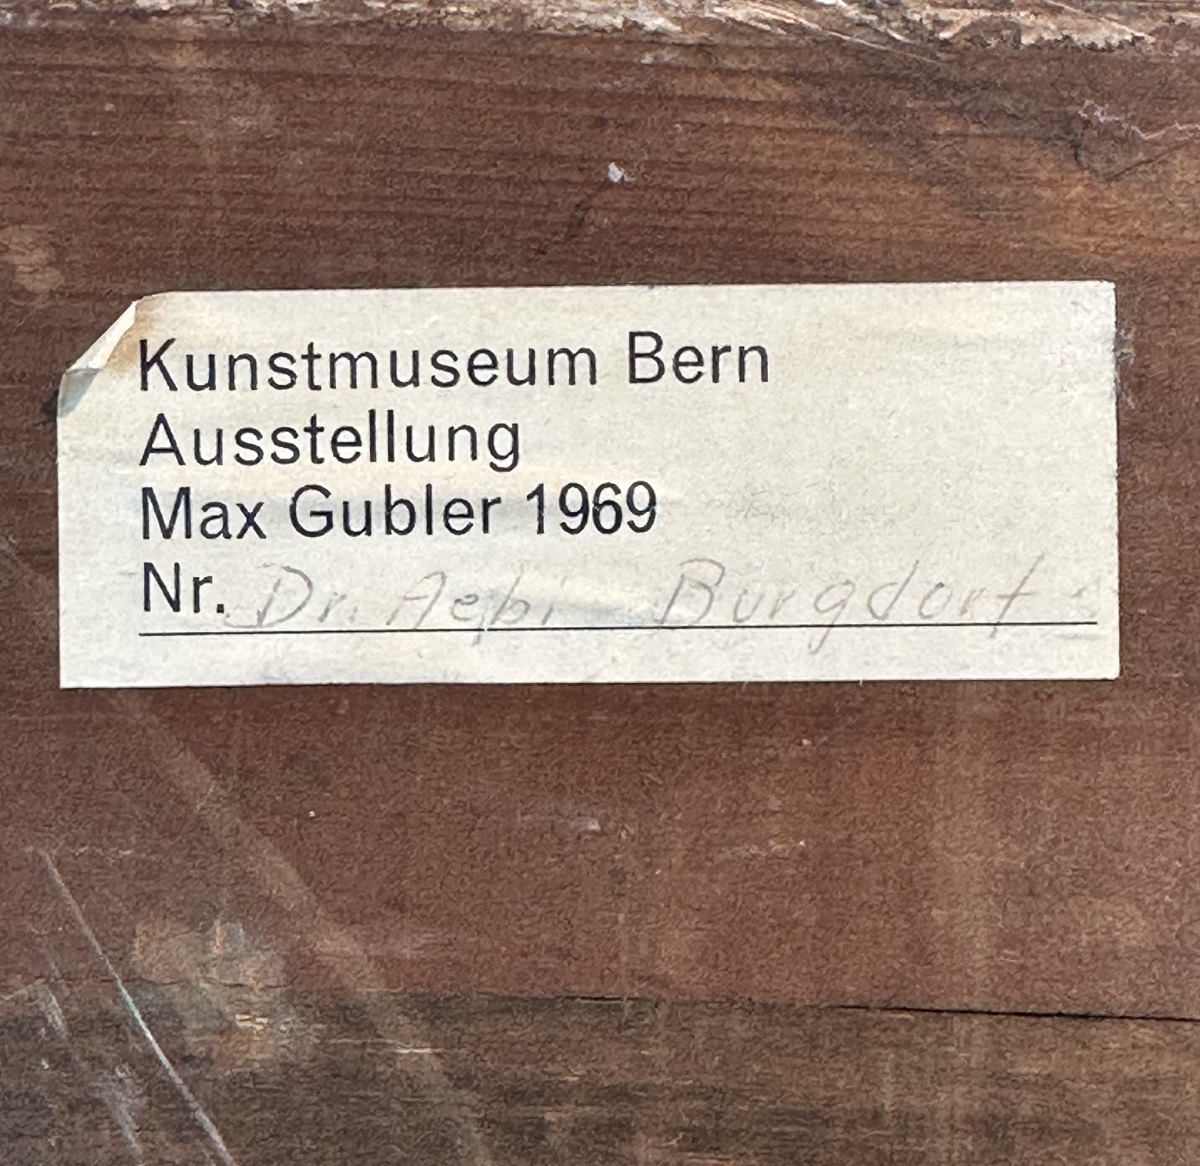 Kunstmuseum Bern
Ausstellung
Max Gubler 1969
Nr. Dr. Aebi Burgdorf